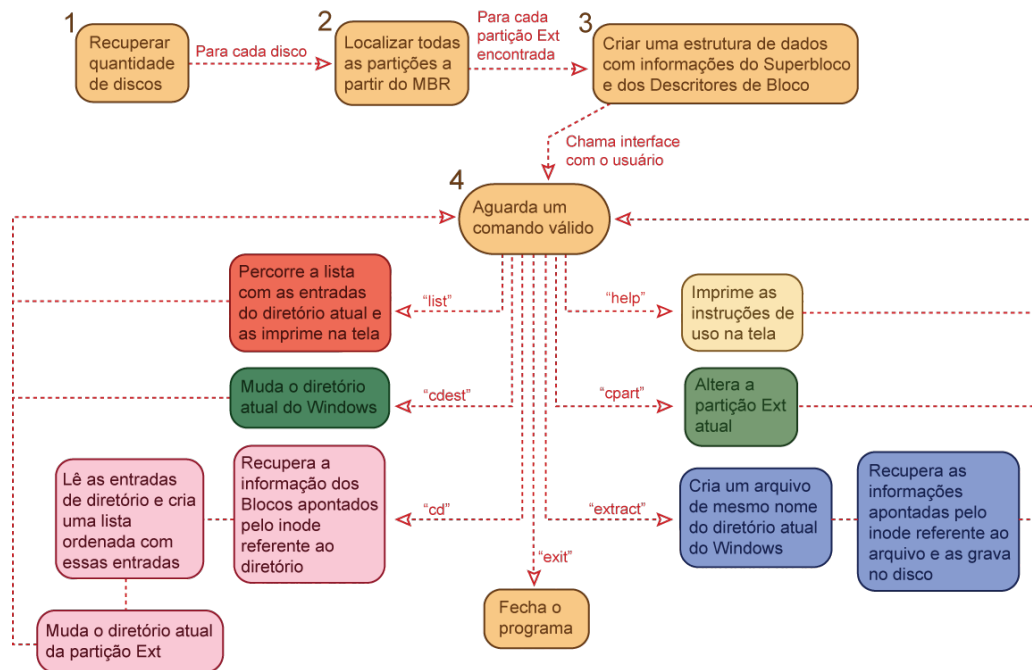 1
Recuperar
quantidade
de discos
Para cada disco
2
Localizar todas
as partições a
partir do MBR
Para cada
partição Ext
encontrada
3
Criar uma estrutura de dados
com informações do Superbloco
e dos Descritores de Bloco
Chama interface
com o usuário
4
Aguarda um
comando válido
Percorre a lista
com as entradas
do diretório atual e
as imprime na tela
“list”
“help”
Imprime as
instruções de
uso na tela
Muda o diretório
atual do Windows
“cdest”
“cpart”
Altera a
partição Ext
atual
Lê as entradas
de diretório e cria
uma lista
ordenada com
essas entradas
Recupera a
informação dos
Blocos apontados
pelo inode
referente ao
diretório
“cd”
“extract”
Cria um arquivo
de mesmo nome
do diretório atual
do Windows
Recupera as
informações
apontadas pelo
inode referente ao
arquivo e as grava
no disco
“exit”
Fecha o
programa
Muda o diretório atual
da partição Ext